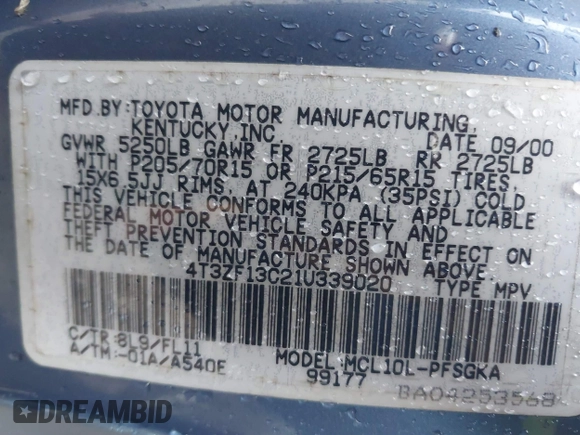 MFD.BY:TOYOTA MOTOR MANUFACTURING,
KENTUCKY,INC. DATE 09/00
GVWR 5250LB GAWR FR 2725LB RR 2725LB
WITH P205/70R15 or P215/65R15 TIRES,
15X6.5JJ RIMS, AT 240KPA (35PSI) COLD
THIS VEHICLE CONFORMS TO ALL APPLICABLE
FEDERAL MOTOR VEHICLE SAFETY AND
THEFT PREVENTION STANDARDS IN EFFECT ON
THE DATE OF MANUFACTURE SHOWN ABOVE.
4T3ZF13C21U339020 TYPE MPV
C/TR:8L9/FL11
A/TM:-01A/A540E MODEL:MCL10L-PFSGKA
99177
BA04253568
DREAMBID